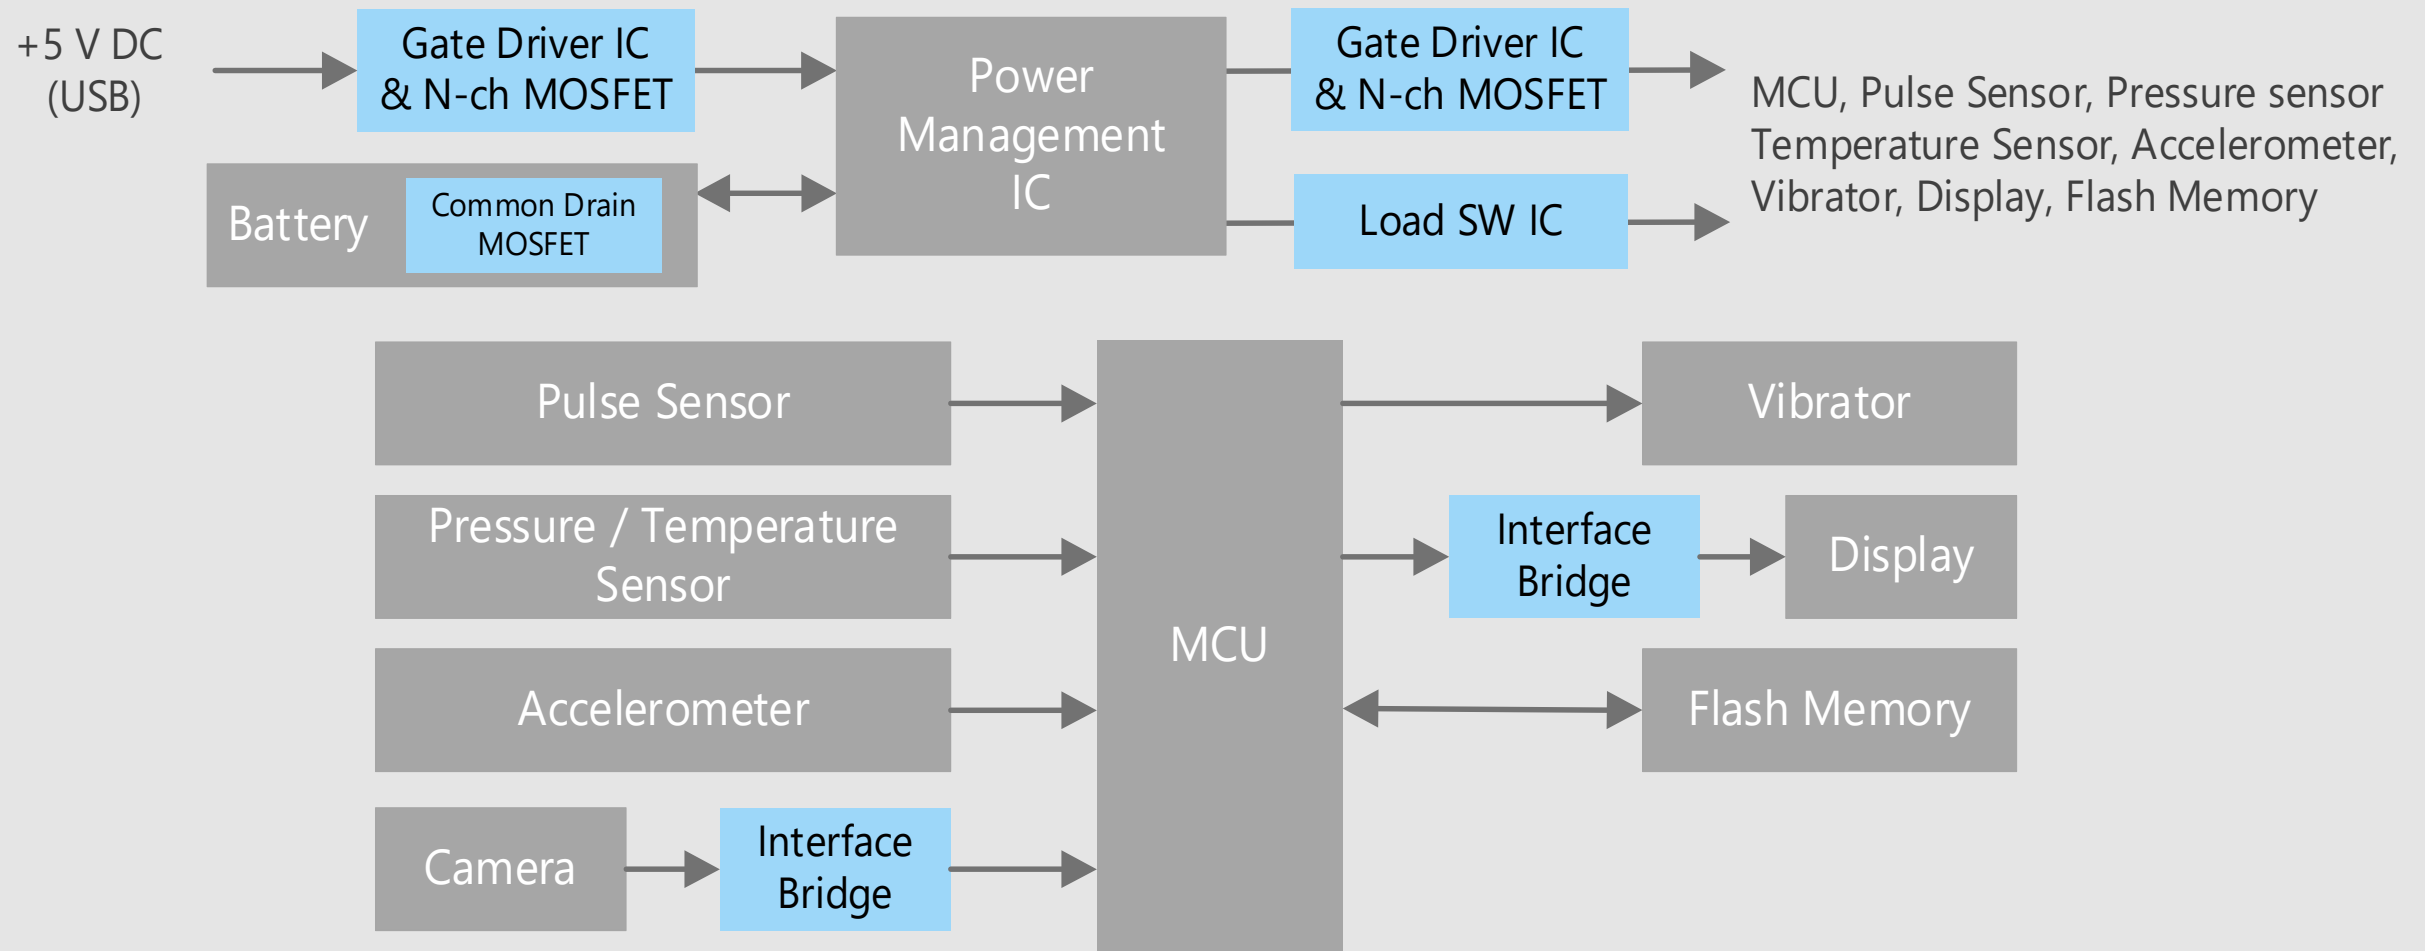 +5 V DC
(USB)
Gate Driver IC
& N-ch MOSFET
Power
Management
IC
Gate Driver IC
& N-ch MOSFET
MCU, Pulse Sensor, Pressure sensor
Temperature Sensor, Accelerometer,
Vibrator, Display, Flash Memory
Battery
Common Drain
MOSFET
Load SW IC
Pulse Sensor
Pressure / Temperature
Sensor
Accelerometer
Camera
Interface
Bridge
MCU
Vibrator
Interface
Bridge
Display
Flash Memory